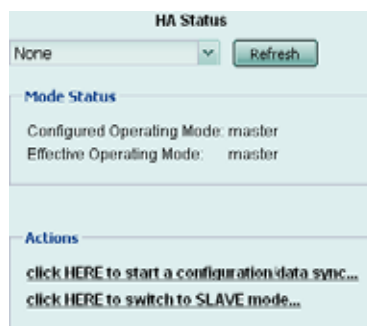 HA Status
None Refresh
Mode Status
Configured Operating Mode: master
Effective Operating Mode: master
Actions
click HERE to start a configuration/data sync...
click HERE to switch to SLAVE mode...